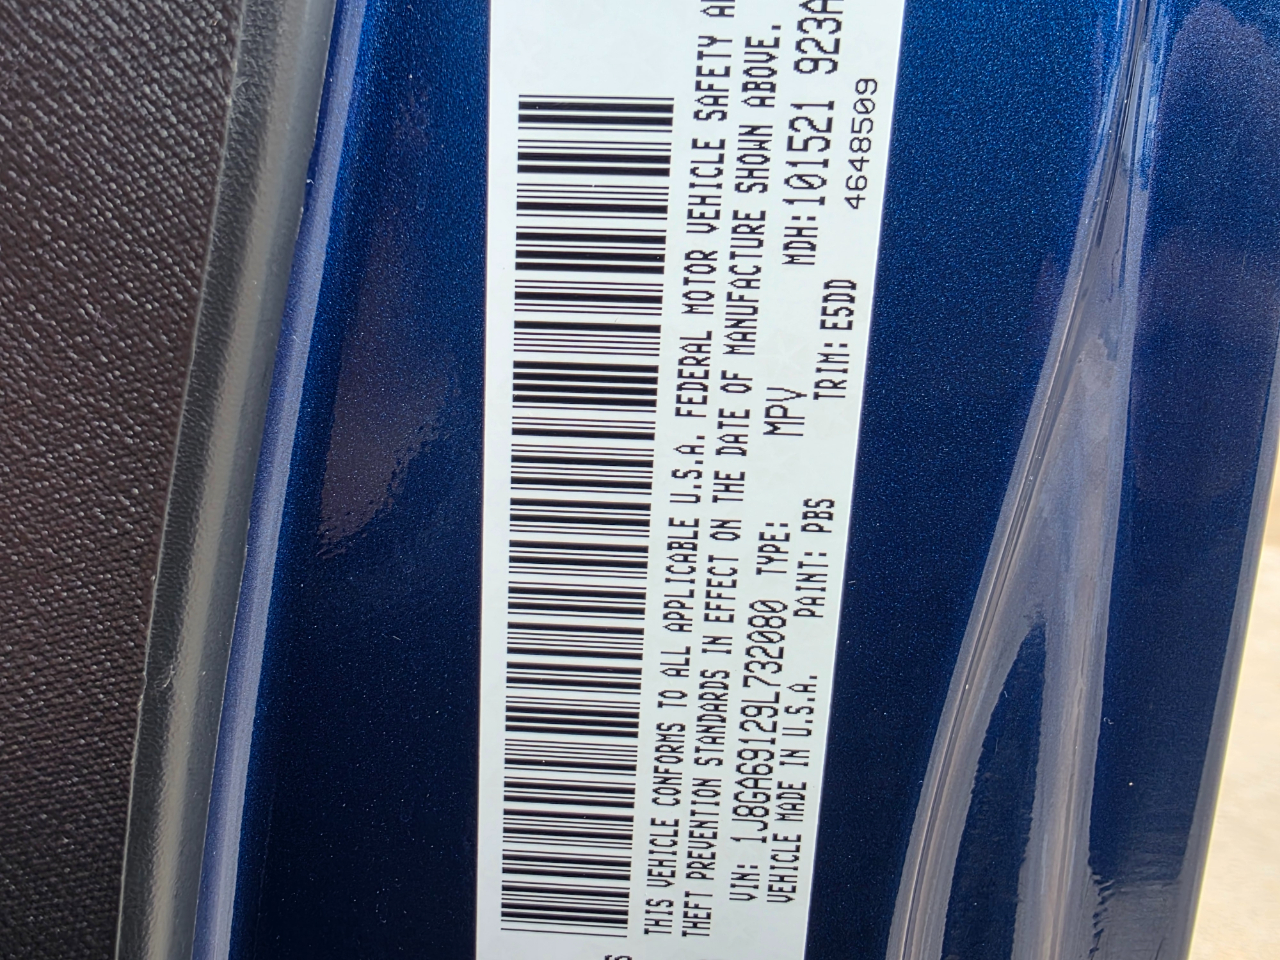 THIS VEHICLE CONFORMS TO ALL APPLICABLE U.S.A. FEDERAL MOTOR VEHICLE SAFETY
THEFT PREVENTION STANDARDS IN EFFECT ON THE DATE OF MANUFACTURE SHOWN ABOVE.
VIN: 1J8GA69129L732080 TYPE: MPV MDH:101521 923A
VEHICLE MADE IN U.S.A. PAINT: PBS TRIM: E5DD 4648509